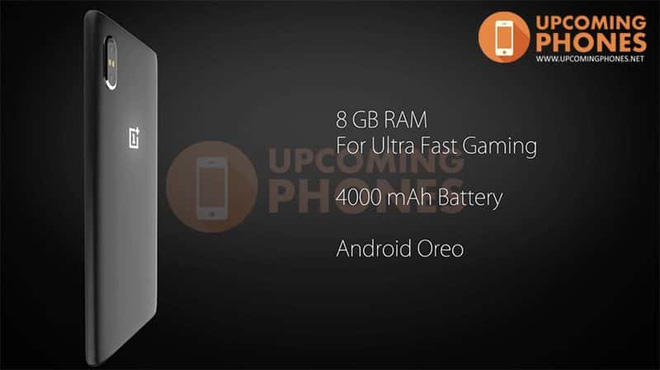 UPCOMING
PHONES
WWW.UPCOMINGPHONES.NET
8 GB RAM
For Ultra Fast Gaming
UPCOMING
PHONES
4000 mAh Battery
Android Oreo